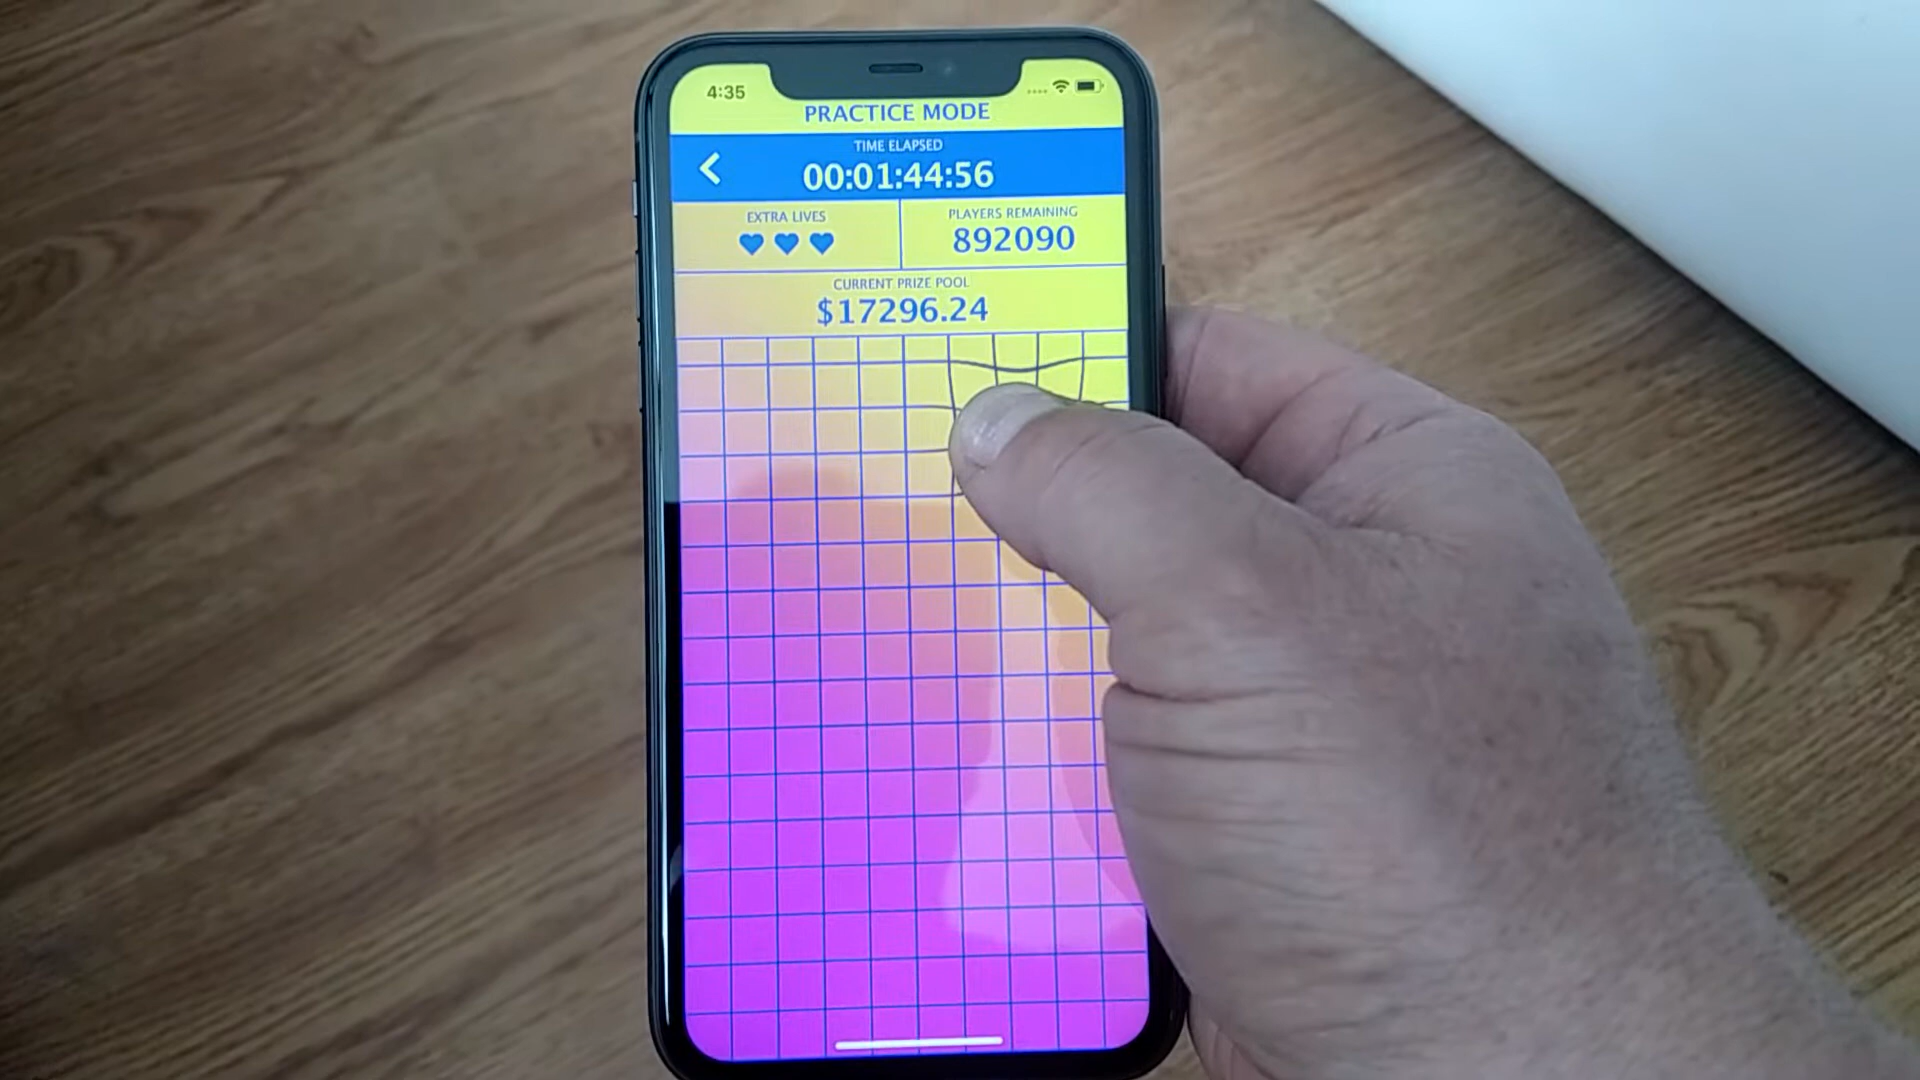 4:35
PRACTICE MODE
TIME ELAPSED
00:01:44:56
EXTRA LIVES
PLAYERS REMAINING
892090
CURRENT PRIZE POOL
$17296.24